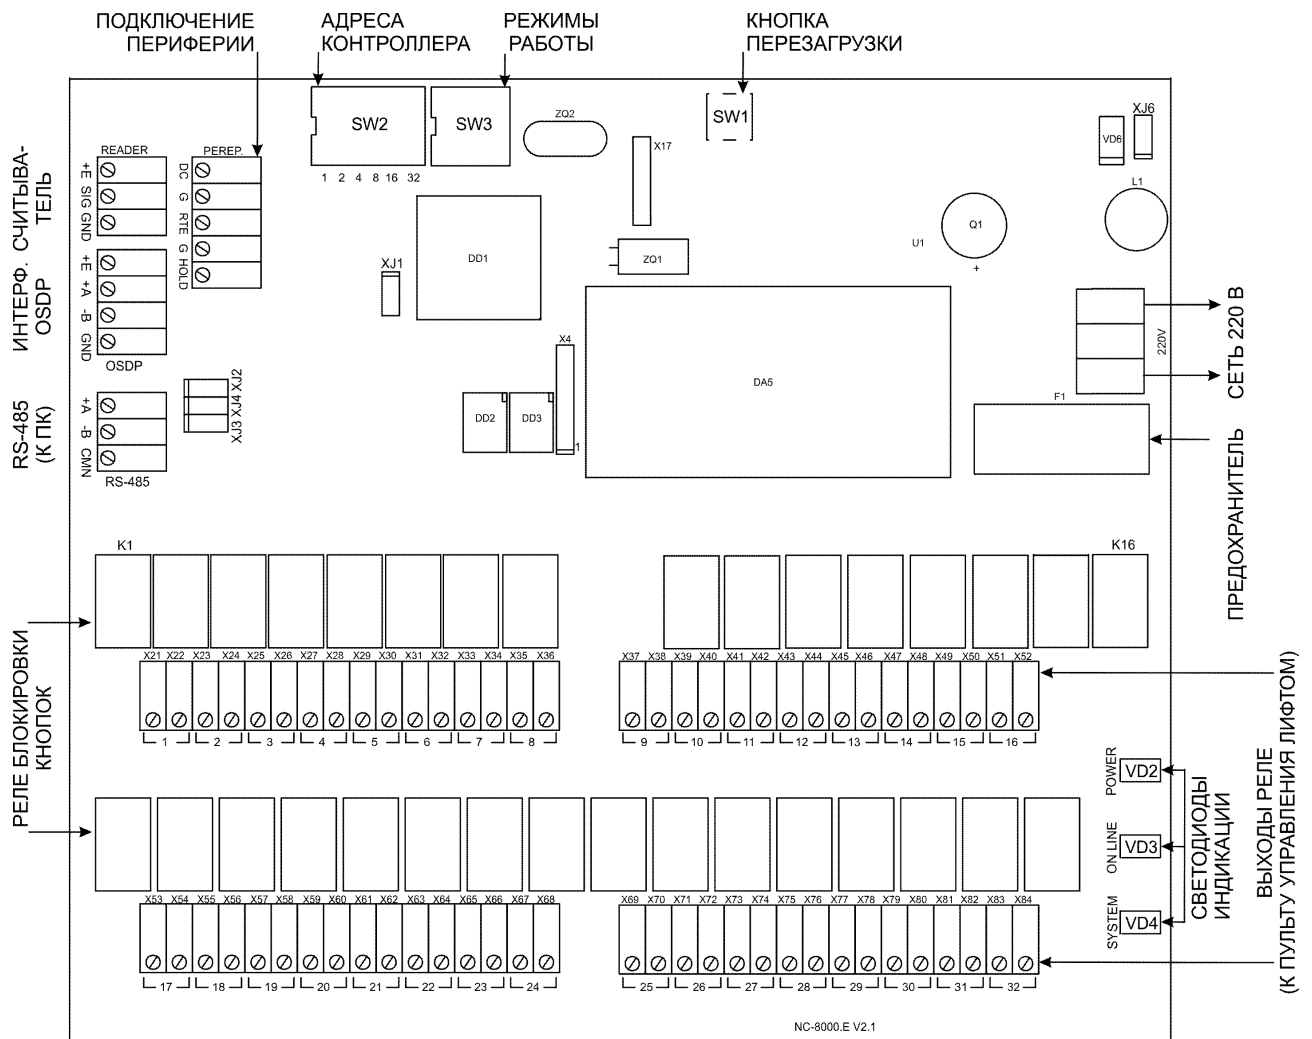 ПОДКЛЮЧЕНИЕ
ПЕРИФЕРИИ
АДРЕСА
КОНТРОЛЛЕРА
РЕЖИМЫ
РАБОТЫ
КНОПКА
ПЕРЕЗАГРУЗКИ
SW2
SW3
ZQ2
SW1
XJ6
VD6
X17
1 2 4 8 16 32
READER
+E
SIG
GND
PEREP.
DC
G
RTE
G
HOLD
СЧИТЫВА-
ТЕЛЬ
ИНТЕРФ.
OSDP
+E
+A
-B
GND
OSDP
RS-485
(К ПК)
+A
-B
CMN
RS-485
XJ2
XJ4
XJ3
XJ1
DD1
ZQ1
U1
Q1
+
L1
X4
1
DD2
DD3
DA5
220V
СЕТЬ 220 В
F1
ПРЕДОХРАНИТЕЛЬ
K1
K16
РЕЛЕ БЛОКИРОВКИ
КНОПОК
X21 X22 X23 X24 X25 X26 X27 X28 X29 X30 X31 X32 X33 X34 X35 X36
X37 X38 X39 X40 X41 X42 X43 X44 X45 X46 X47 X48 X49 X50 X51 X52
1 2 3 4 5 6 7 8
9 10 11 12 13 14 15 16
POWER
VD2
ON LINE
VD3
SYSTEM
VD4
СВЕТОДИОДЫ
ИНДИКАЦИИ
ВЫХОДЫ РЕЛЕ
(К ПУЛЬТУ УПРАВЛЕНИЯ ЛИФТОМ)
X53 X54 X55 X56 X57 X58 X59 X60 X61 X62 X63 X64 X65 X66 X67 X68
X69 X70 X71 X72 X73 X74 X75 X76 X77 X78 X79 X80 X81 X82 X83 X84
17 18 19 20 21 22 23 24
25 26 27 28 29 30 31 32
NC-8000.E V2.1